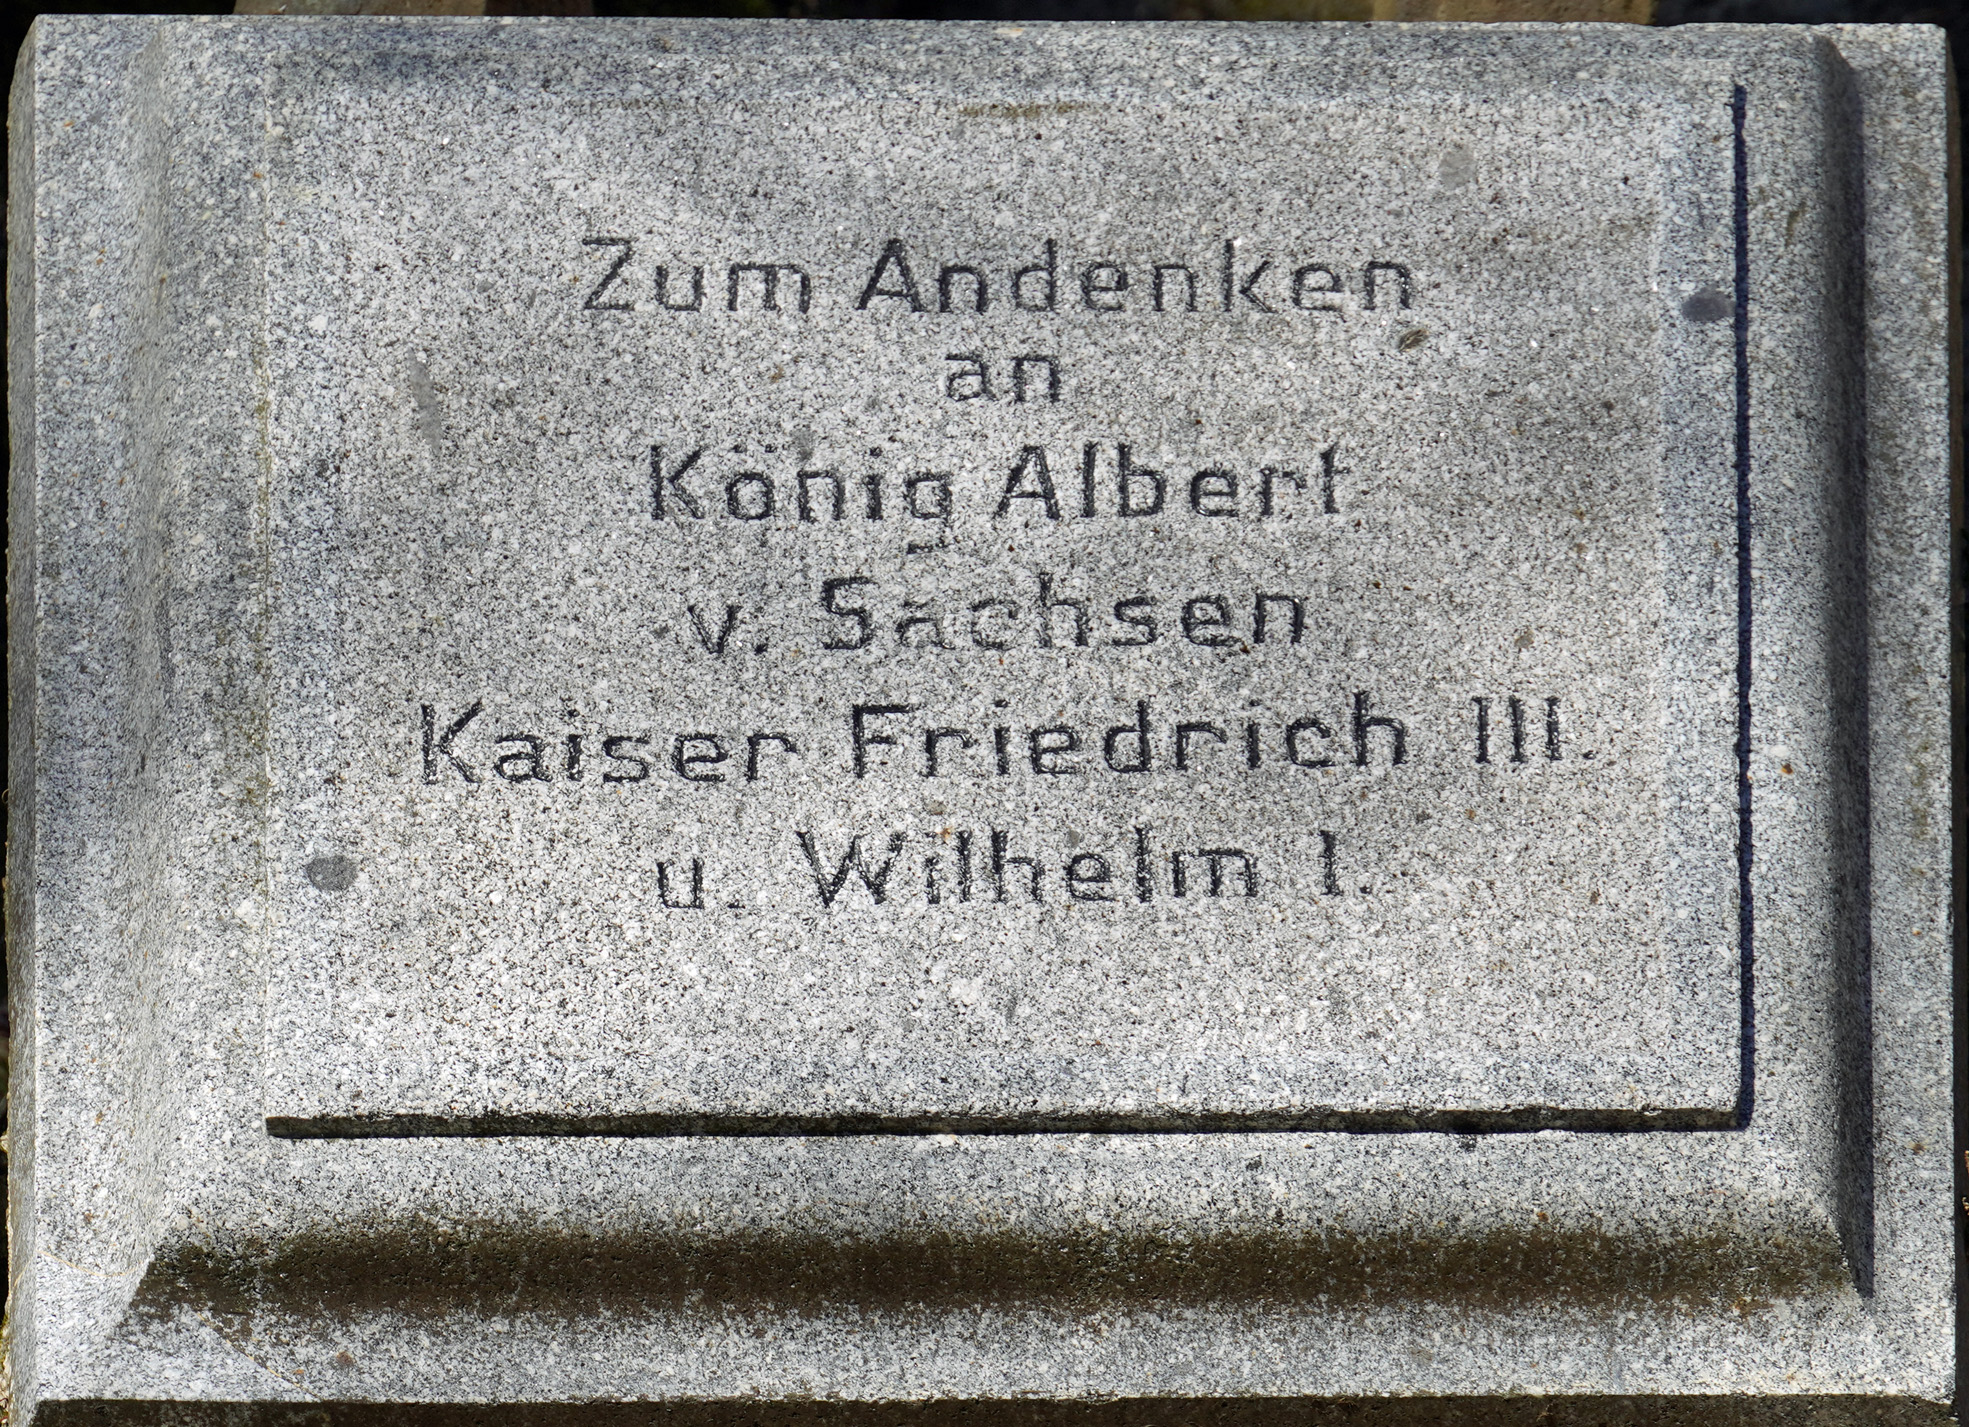 Zum Andenken
an
König Albert
v. Sachsen
Kaiser Friedrich III.
u. Wilhelm I.